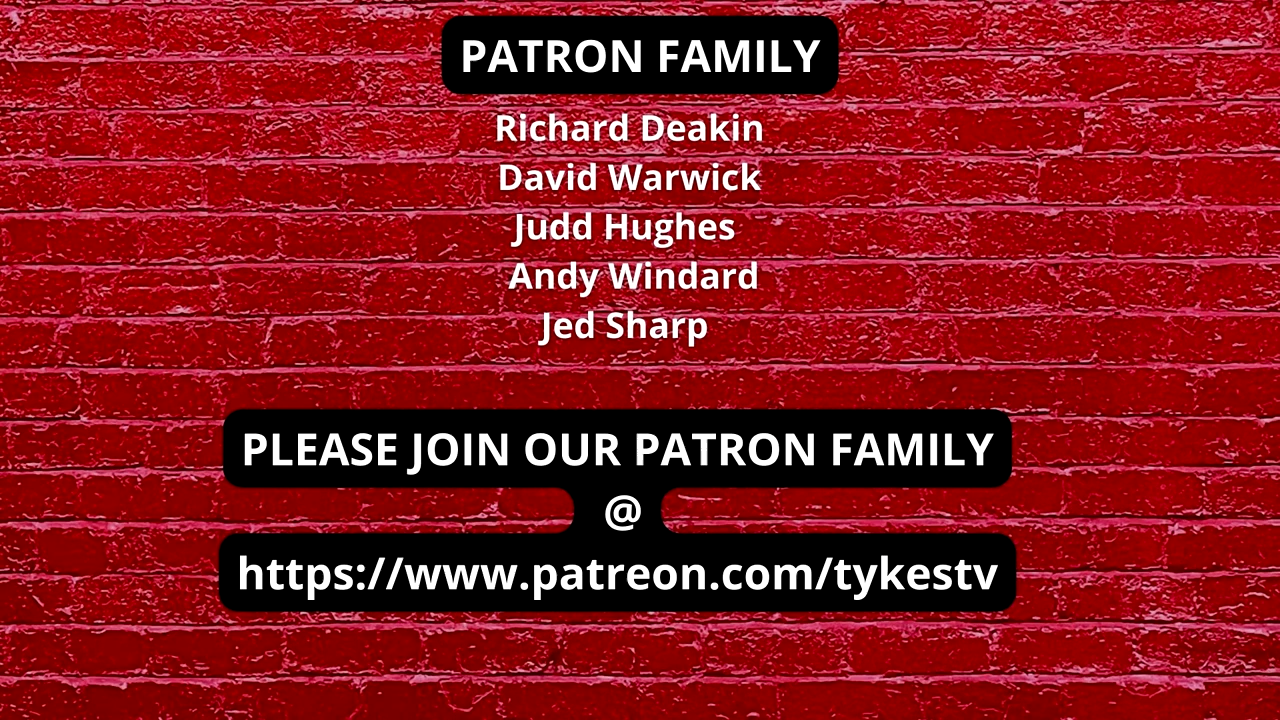 PATRON FAMILY
Richard Deakin
David Warwick
Judd Hughes
Andy Windard
Jed Sharp
PLEASE JOIN OUR PATRON FAMILY
@
https://www.patreon.com/tykestv